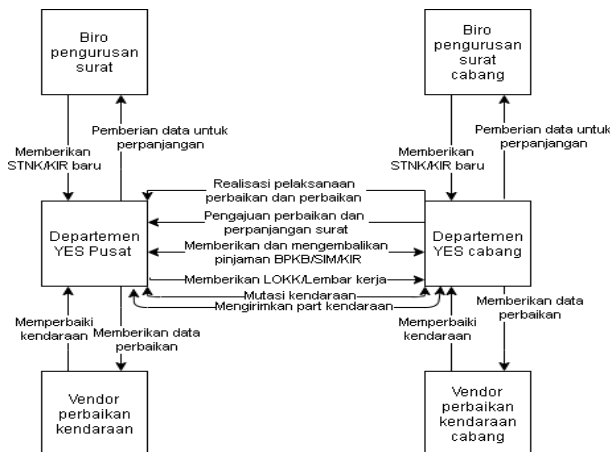 Biro
pengurusan
surat
Biro
pengurusan
surat
cabang
Memberikan
STNK/KIR baru
Pemberian data untuk
perpanjangan
Memberikan
STNK/KIR baru
Pemberian data untuk
perpanjangan
Departemen
YES Pusat
Realisasi pelaksanaan
perbaikan dan perbaikan
Pengajuan perbaikan dan
perpanjangan surat
Memberikan dan mengembalikan
pinjaman BPKB/SIM/KIR
Memberikan LOKK/Lembar kerja
Mutasi kendaraan
Mengirimkan part kendaraan
Departemen
YES cabang
Memperbaiki
kendaraan
Memberikan data
perbaikan
Memperbaiki
kendaraan
Memberikan data
perbaikan
Vendor
perbaikan
kendaraan
Vendor
perbaikan
kendaraan
cabang